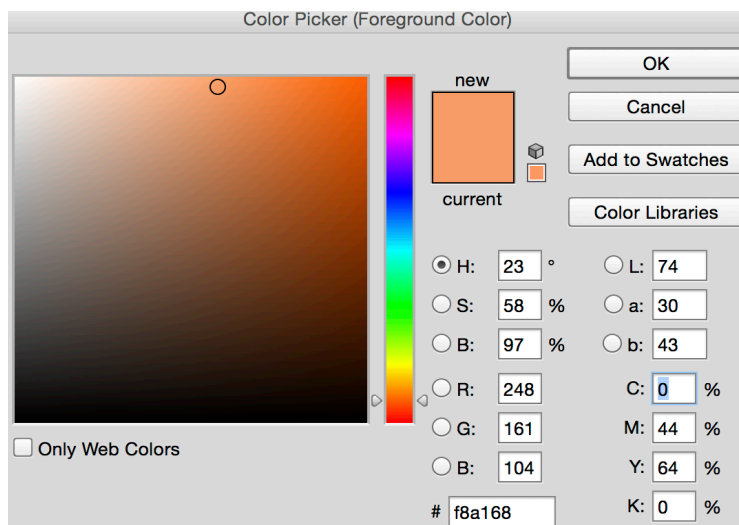 Color Picker (Foreground Color)
new
current
OK
Cancel
Add to Swatches
Color Libraries
H: 23 ° L: 74
S: 58 % a: 30
B: 97 % b: 43
R: 248 C: 0 %
G: 161 M: 44 %
B: 104 Y: 64 %
# f8a168 K: 0 %
Only Web Colors